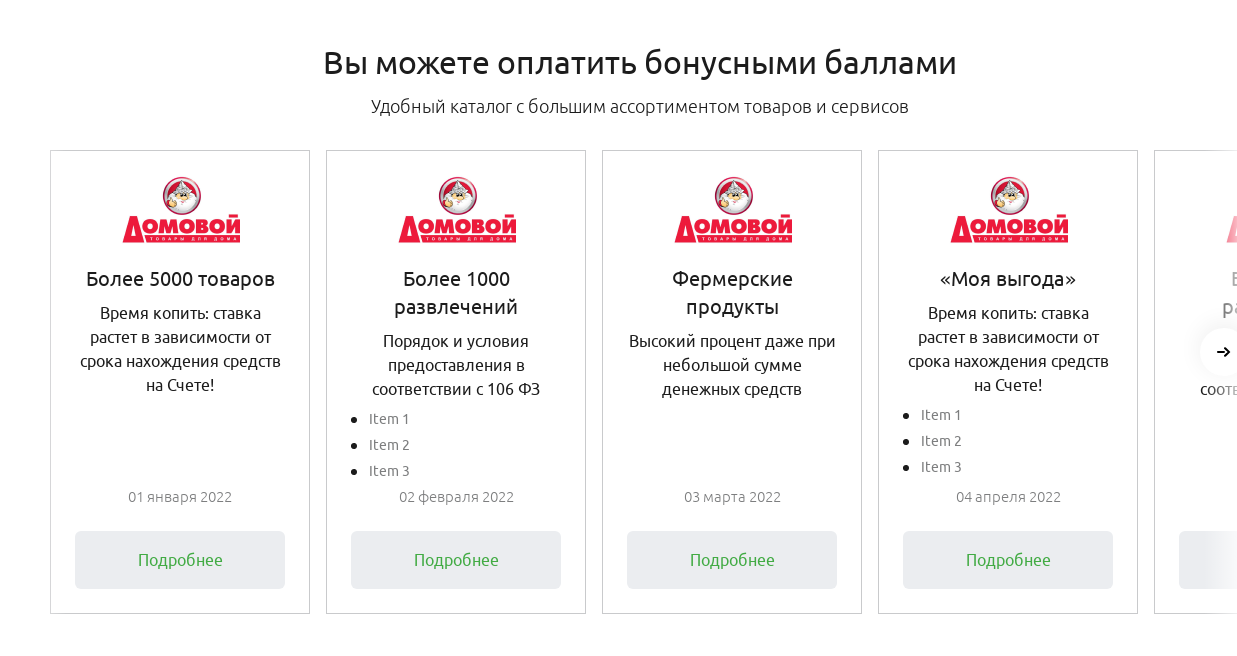 Вы можете оплатить бонусными баллами
Удобный каталог с большим ассортиментом товаров и сервисов
ДОМОВОЙ
ТОВАРЫ ДЛЯ ДОМА
Более 5000 товаров
Время копить: ставка
растет в зависимости от
срока нахождения средств
на Счете!
01 января 2022
Подробнее
ДОМОВОЙ
ТОВАРЫ ДЛЯ ДОМА
Более 1000
развлечений
Порядок и условия
предоставления в
соответствии с 106 ФЗ
Item 1
Item 2
Item 3
02 февраля 2022
Подробнее
ДОМОВОЙ
ТОВАРЫ ДЛЯ ДОМА
Фермерские
продукты
Высокий процент даже при
небольшой сумме
денежных средств
03 марта 2022
Подробнее
ДОМОВОЙ
ТОВАРЫ ДЛЯ ДОМА
«Моя выгода»
Время копить: ставка
растет в зависимости от
срока нахождения средств
на Счете!
Item 1
Item 2
Item 3
04 апреля 2022
Подробнее